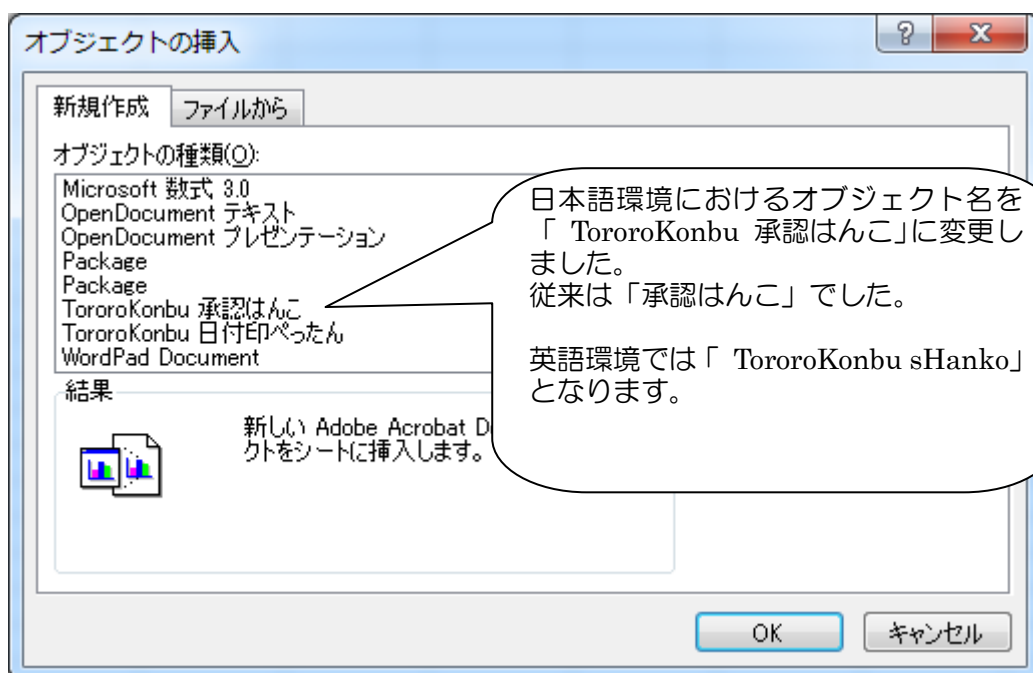 オブジェクトの挿入
新規作成
ファイルから
オブジェクトの種類(O):
Microsoft 数式 3.0
OpenDocument テキスト
OpenDocument プレゼンテーション
Package
Package
TororoKonbu 承認はんこ
TororoKonbu 日付印ぺったん
WordPad Document
日本語環境におけるオブジェクト名を
「 TororoKonbu 承認はんこ」に変更し
ました。
従来は「承認はんこ」でした。
英語環境では「 TororoKonbu sHanko」
となります。
結果
新しい Adobe Acrobat
クトをシートに挿入します。
OK
キャンセル